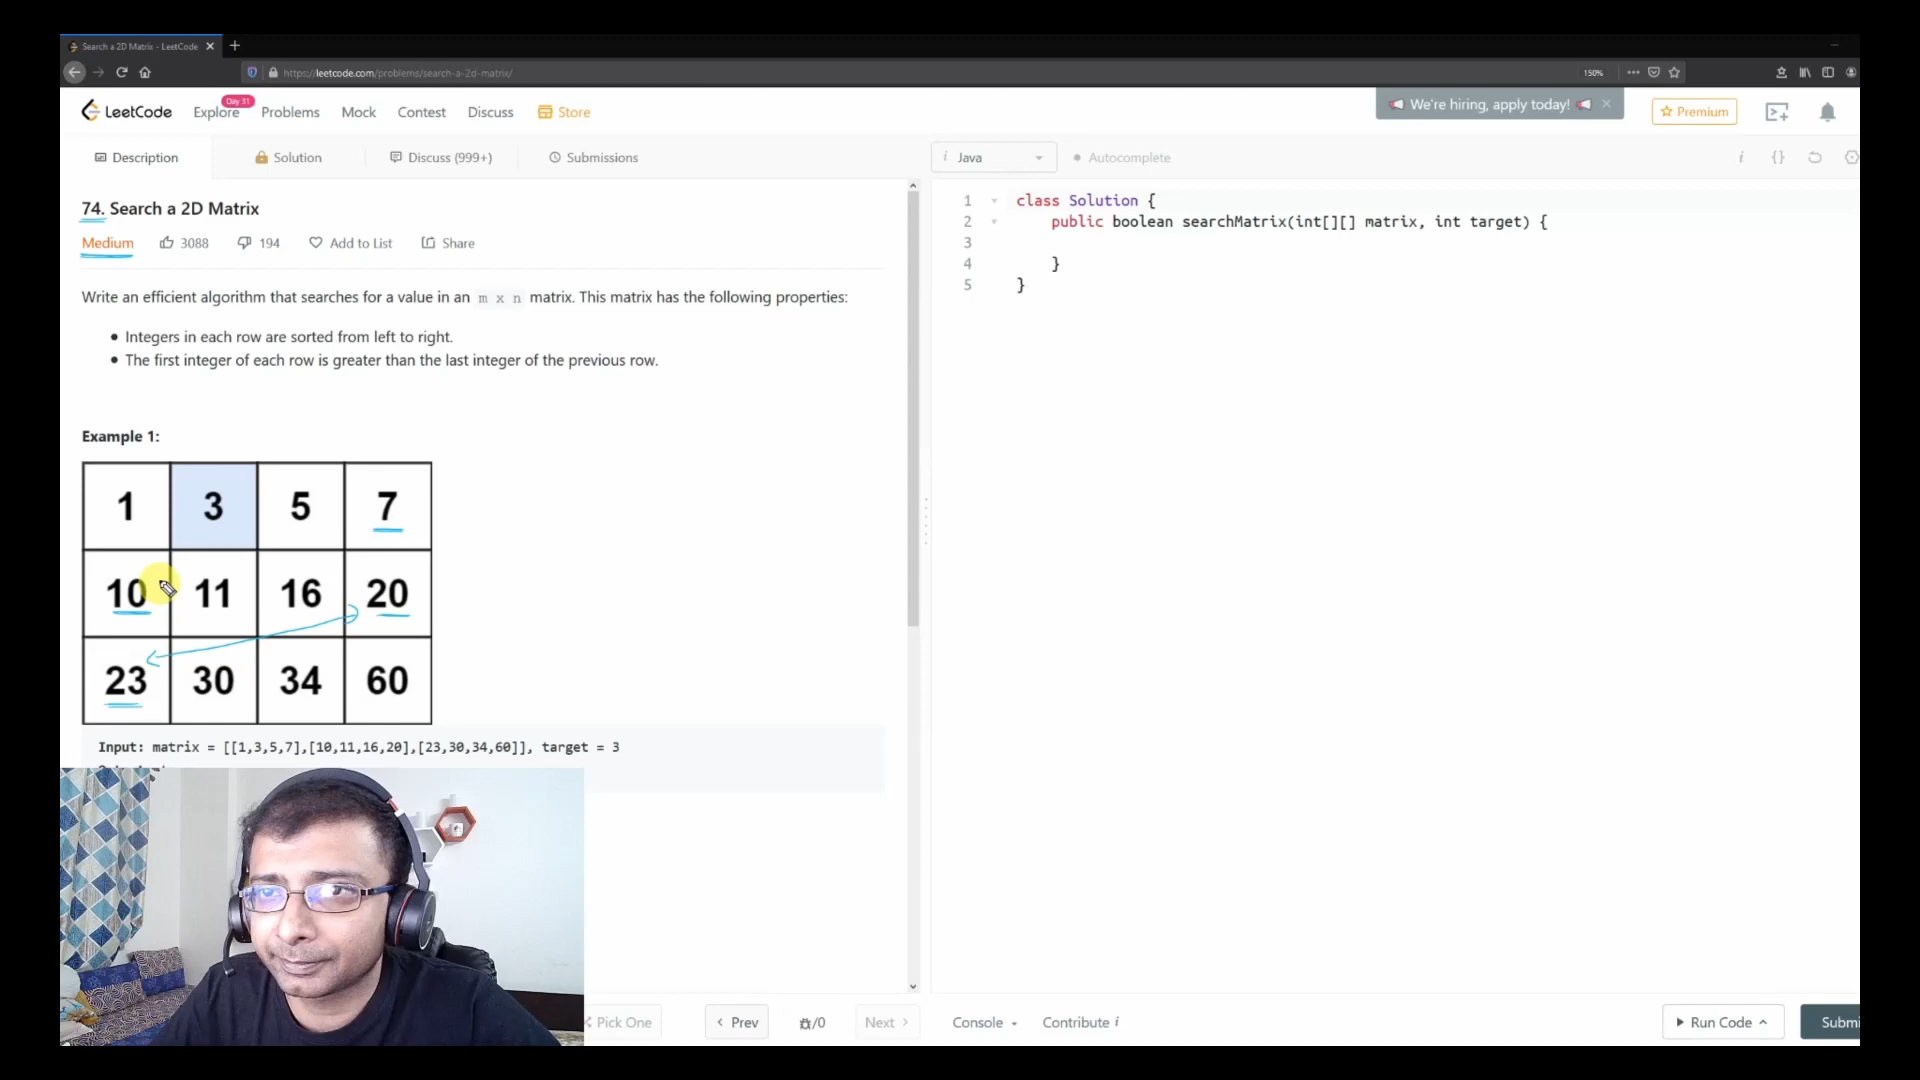 Search a 2D Matrix - LeetCode
https://leetcode.com/problems/search-a-2d-matrix/
150%
LeetCode
Explore
Day 31
Problems
Mock
Contest
Discuss
Store
We're hiring, apply today!
Premium
Description
Solution
Discuss (999+)
Submissions
i Java
Autocomplete
74. Search a 2D Matrix
Medium
3088
194
Add to List
Share
Write an efficient algorithm that searches for a value in an m x n matrix. This matrix has the following properties:
Integers in each row are sorted from left to right.
The first integer of each row is greater than the last integer of the previous row.
Example 1:
1 3 5 7
10 11 16 20
23 30 34 60
Input: matrix = [[1,3,5,7],[10,11,16,20],[23,30,34,60]], target = 3
1 class Solution {
2 public boolean searchMatrix(int[][] matrix, int target) {
3
4 }
5 }
Pick One
Prev
/0
Next
Console
Contribute i
Run Code
Submi